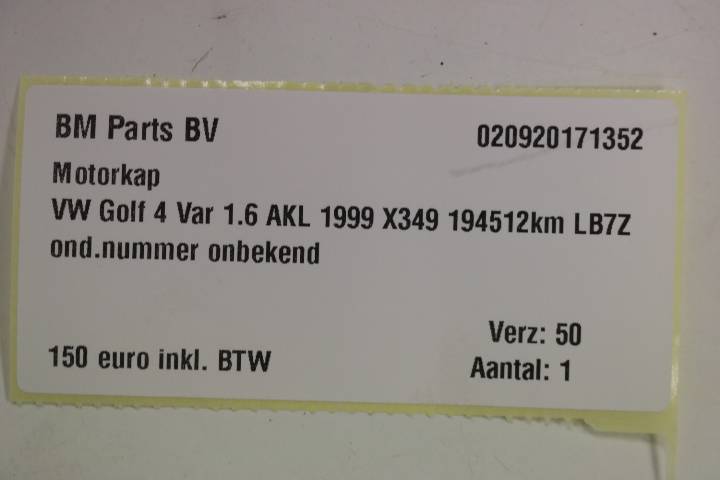 BM Parts BV 020920171352
Motorkap
VW Golf 4 Var 1.6 AKL 1999 X349 194512km LB7Z
ond.nummer onbekend
Verz: 50
150 euro inkl. BTW Aantal: 1